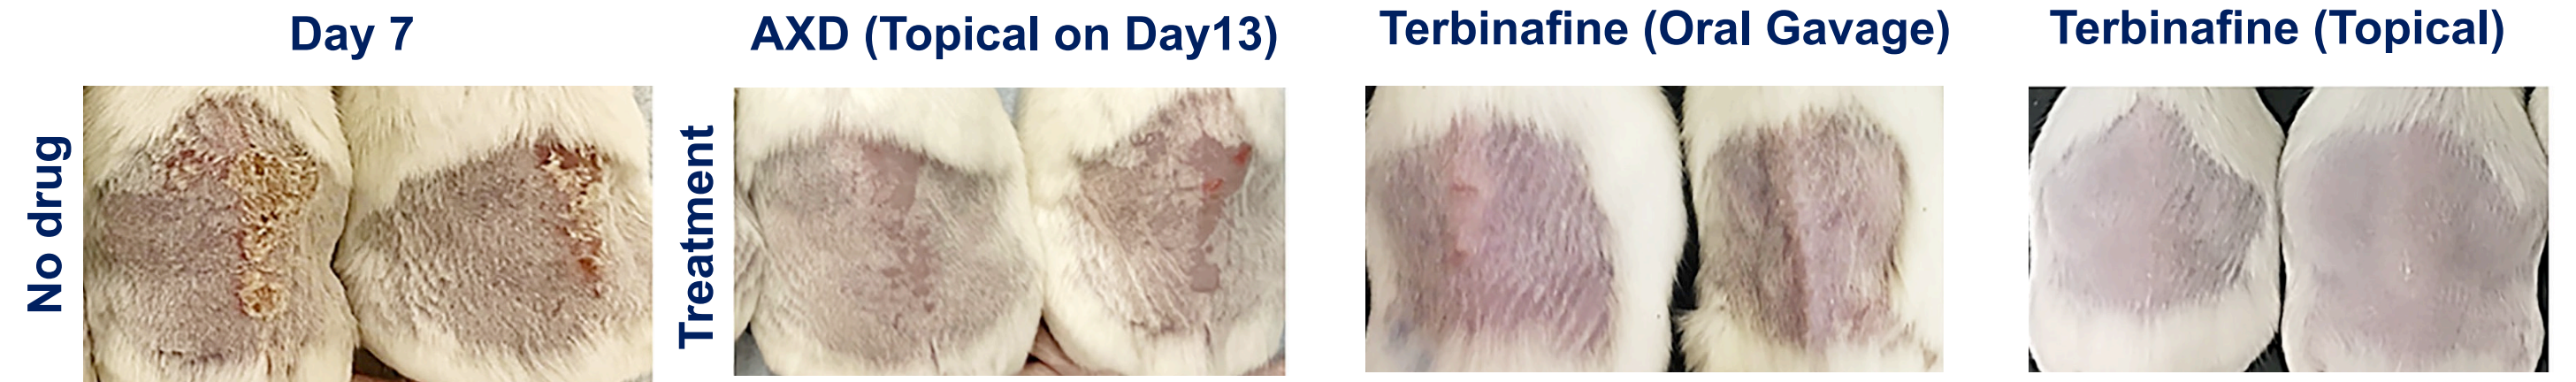 Day 7
AXD (Topical on Day13)
Terbinafine (Oral Gavage)
Terbinafine (Topical)
No drug
Treatment